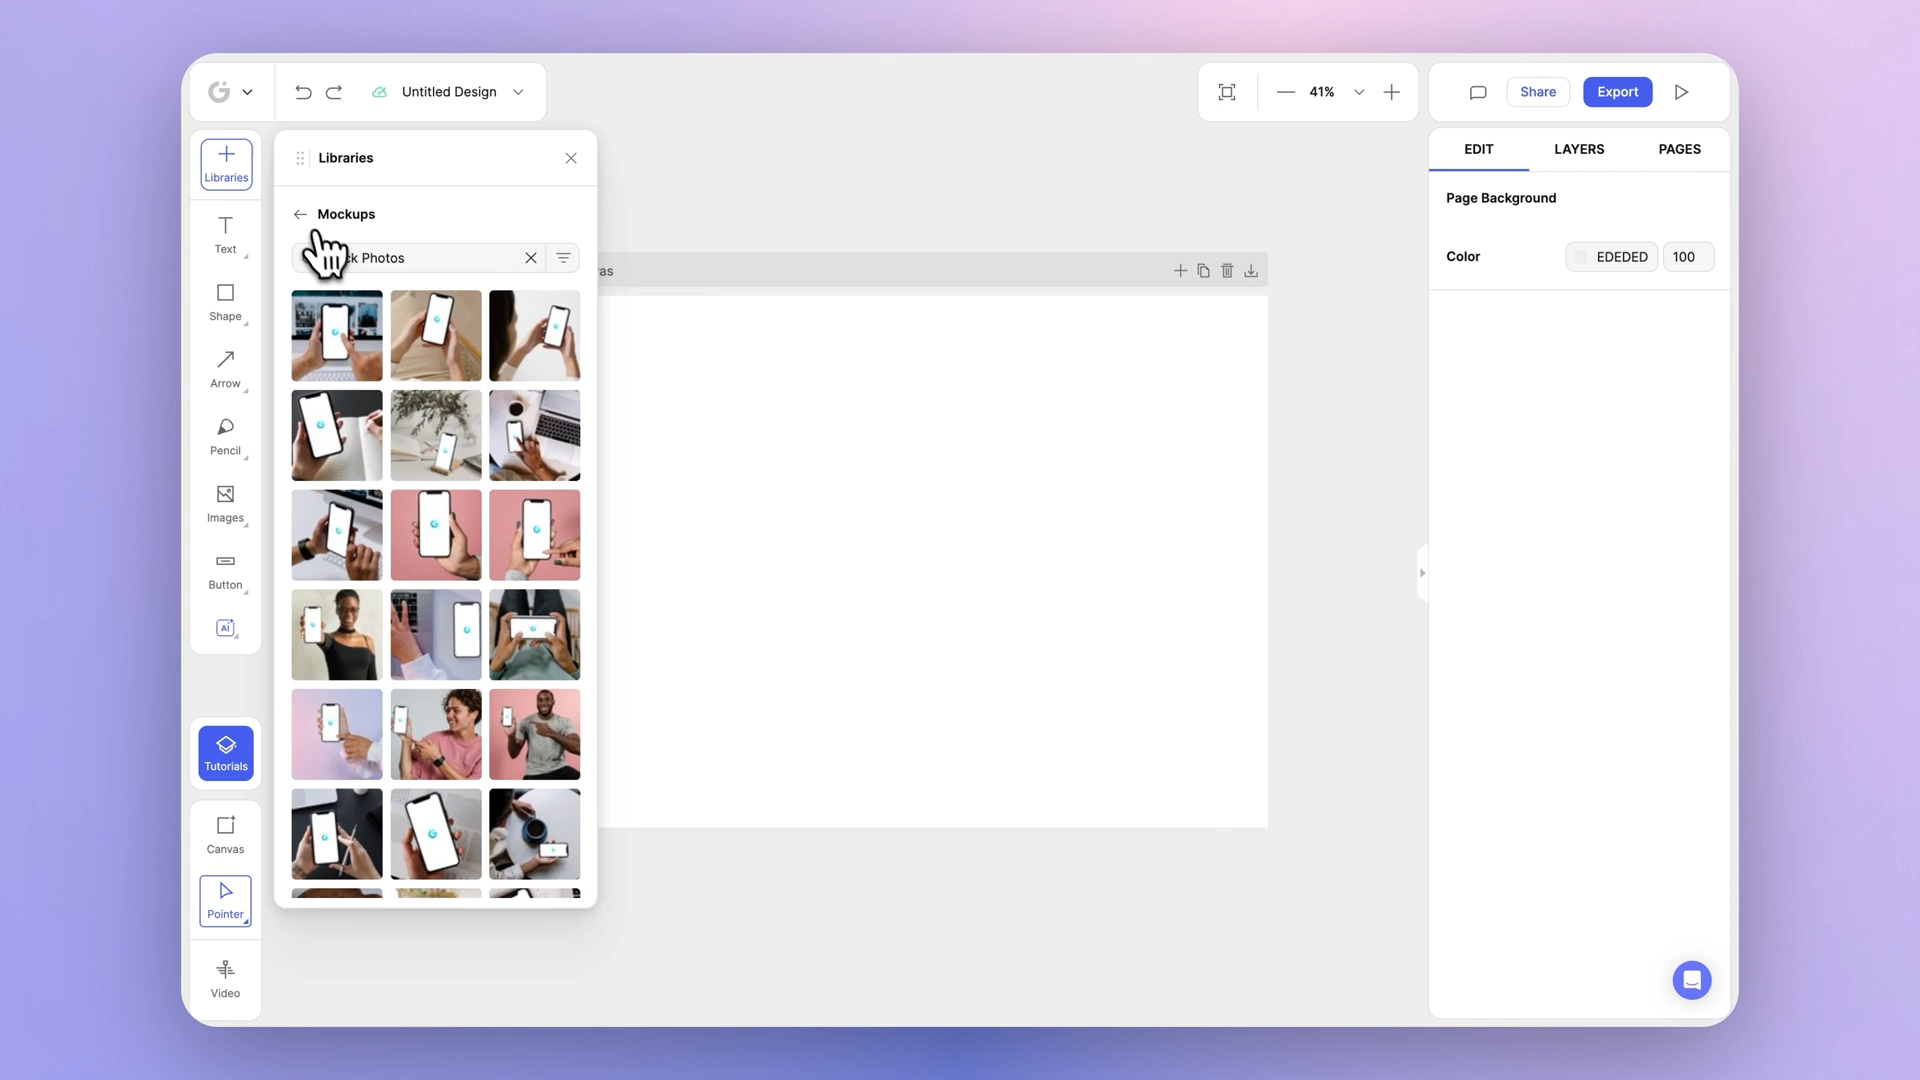 Untitled Design
41%
Share
Export
Libraries
Libraries
EDIT
LAYERS
PAGES
Page Background
Mockups
Text
Photos
Color
EDEDED
100
Shape
Arrow
Pencil
Images
Button
Ai
Tutorials
Canvas
Pointer
Video